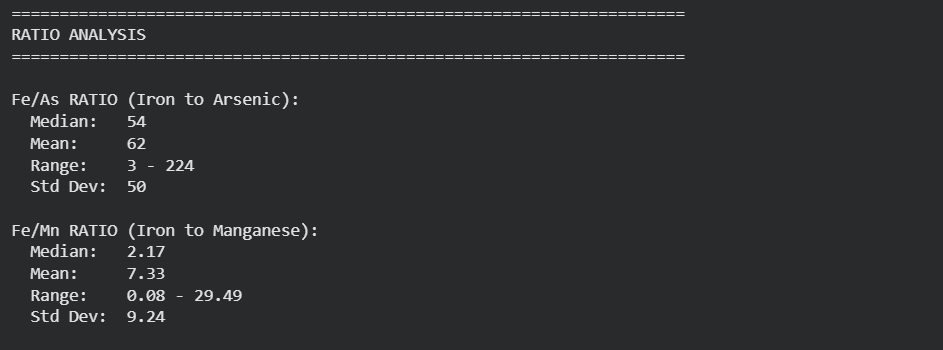 ======================================================================
RATIO ANALYSIS
======================================================================
Fe/As RATIO (Iron to Arsenic):
  Median:   54
  Mean:     62
  Range:    3 - 224
  Std Dev:  50
Fe/Mn RATIO (Iron to Manganese):
  Median:   2.17
  Mean:     7.33
  Range:    0.08 - 29.49
  Std Dev:  9.24